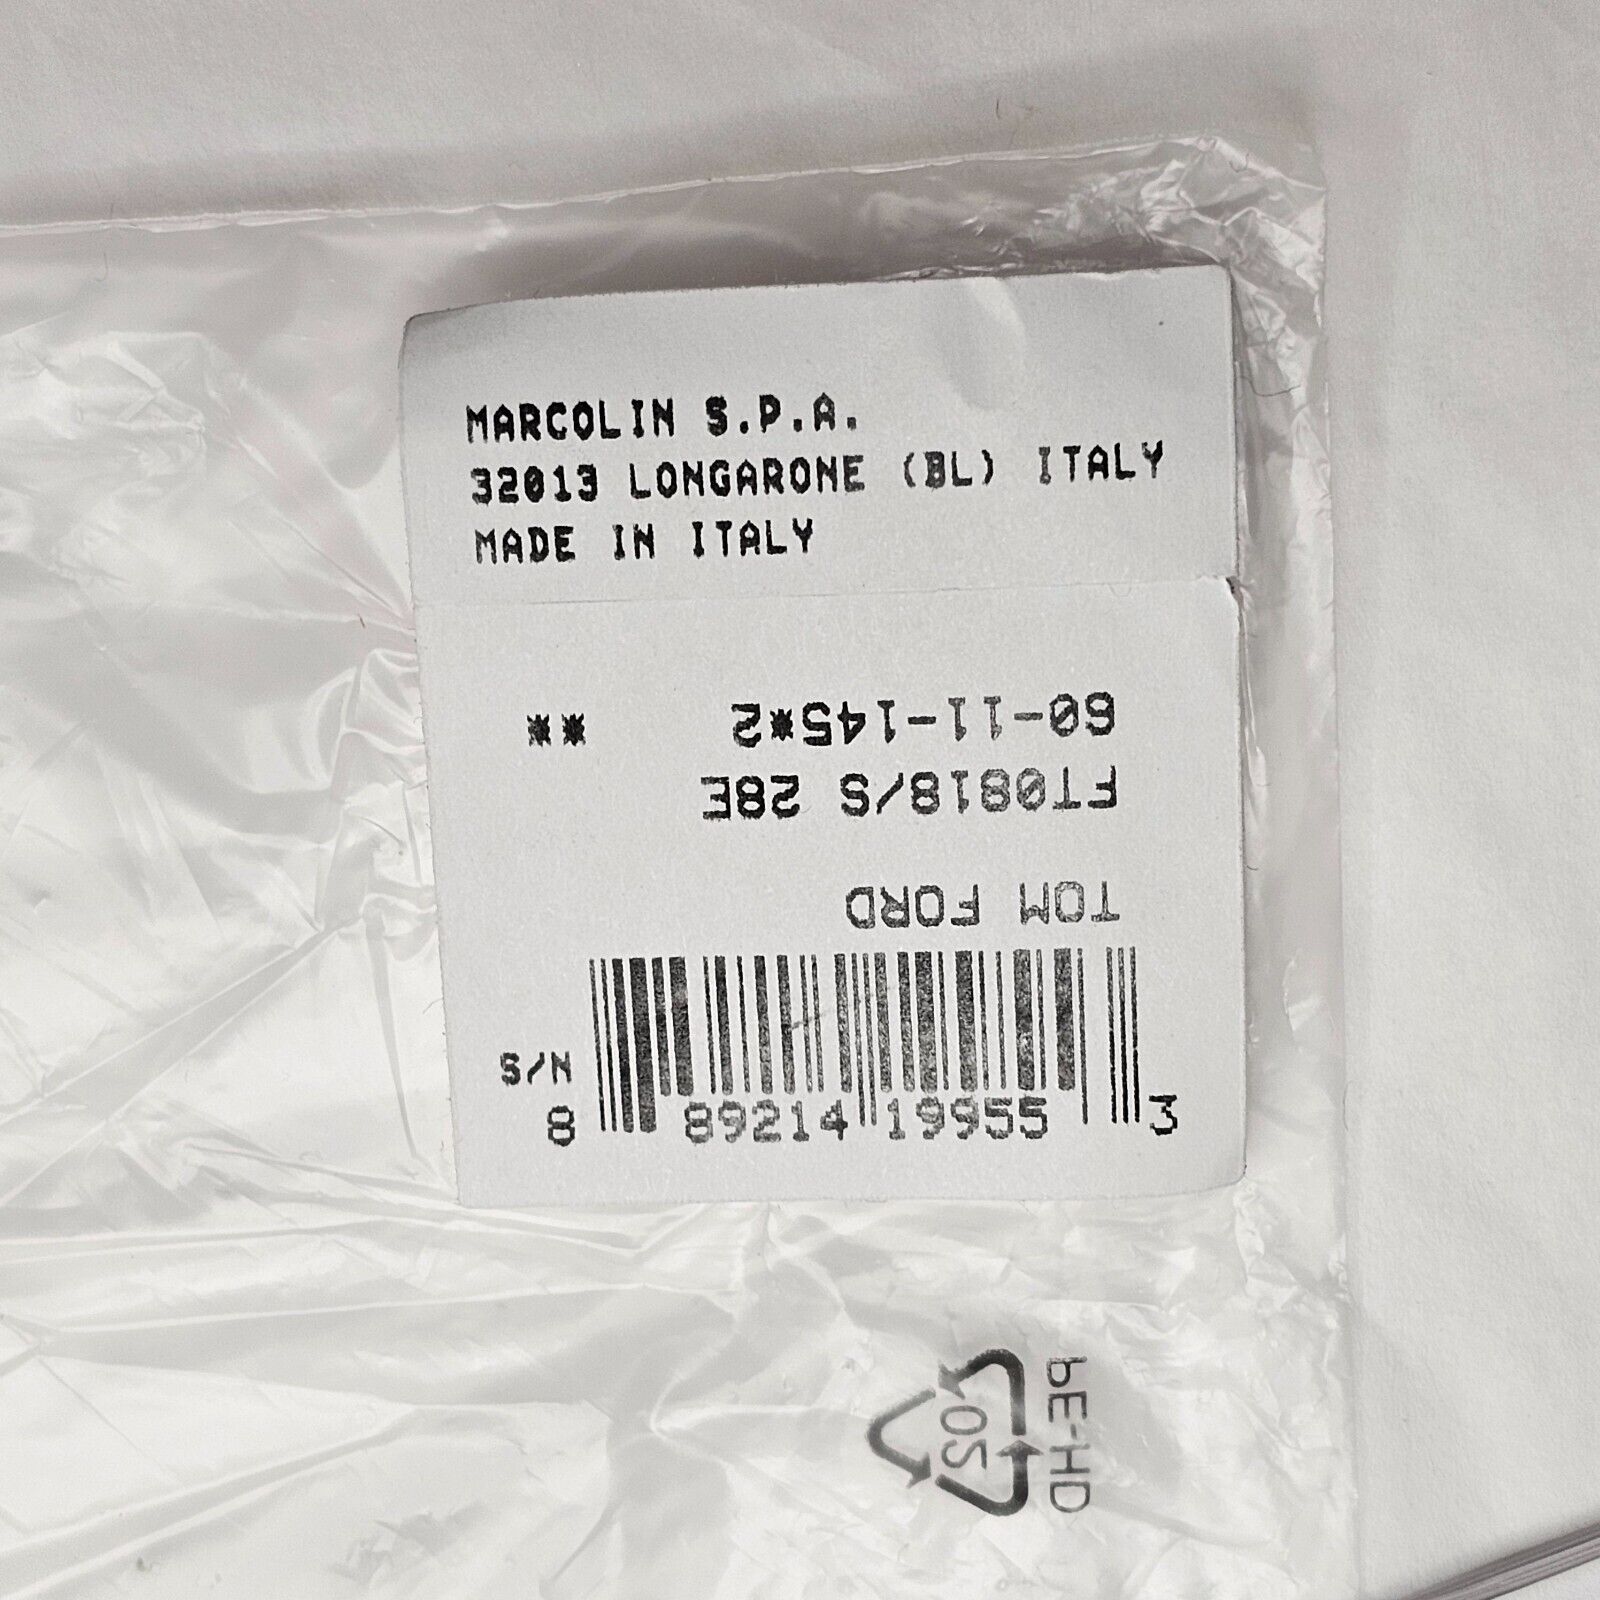 MARCOLIN S.P.A.
32013 LONGARONE (BL) ITALY
MADE IN ITALY
60-11-145*2 **
FT0818/S 28E
TOM FORD
S/N
8 89214 19955 3
PE-HD
02